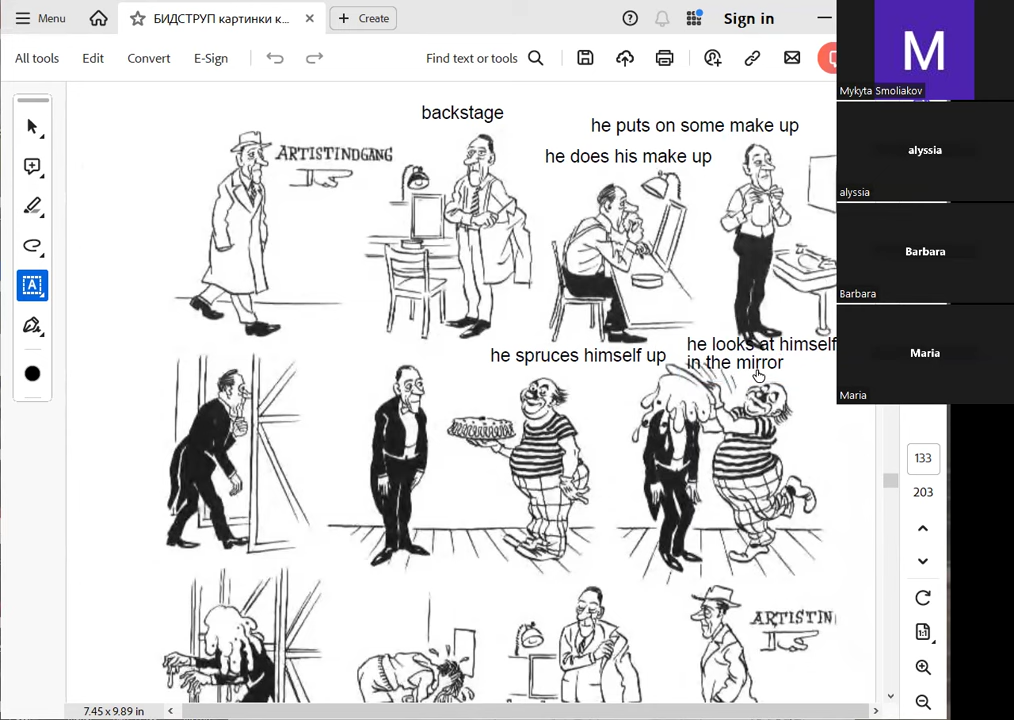 Menu
БИДСТРУП картинки к...
Create
Sign in
All tools
Edit
Convert
E-Sign
Find text or tools
M
Mykyta Smoliakov
alyssia
alyssia
Barbara
Barbara
Maria
Maria
backstage
he puts on some make up
he does his make up
ARTISTINDGANG
he spruces himself up
he looks at himself
in the mirror
A
133
203
1:1
ARTISTIN
7.45 x 9.89 in